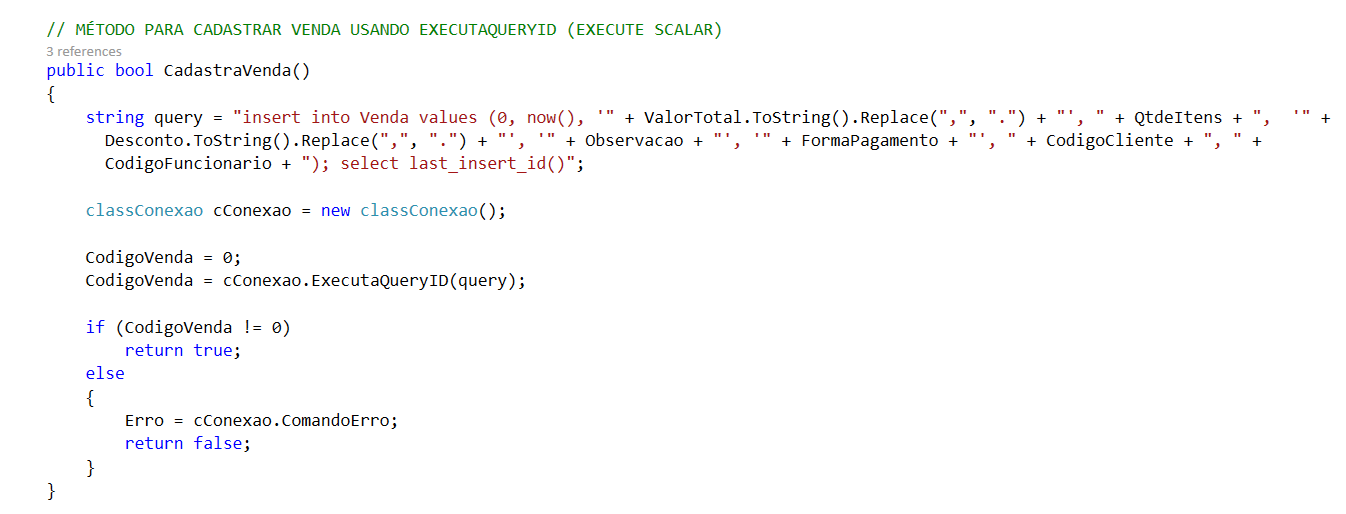 // MÉTODO PARA CADASTRAR VENDA USANDO EXECUTAQUERYID (EXECUTE SCALAR)
3 references
public bool CadastraVenda()
{
string query = "insert into Venda values (0, now(), '" + ValorTotal.ToString().Replace(",", ".") + "', " + QtdeItens + ",  '" +
Desconto.ToString().Replace(",", ".") + "', '" + Observacao + "', '" + FormaPagamento + "', " + CodigoCliente + ", " +
CodigoFuncionario + "); select last_insert_id()";
classConexao cConexao = new classConexao();
CodigoVenda = 0;
CodigoVenda = cConexao.ExecutaQueryID(query);
if (CodigoVenda != 0)
return true;
else
{
Erro = cConexao.ComandoErro;
return false;
}
}